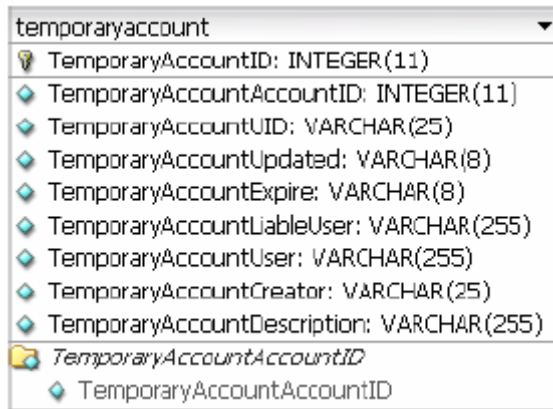 temporaryaccount
TemporaryAccountID: INTEGER(11)
TemporaryAccountAccountID: INTEGER(11)
TemporaryAccountUID: VARCHAR(25)
TemporaryAccountUpdated: VARCHAR(8)
TemporaryAccountExpire: VARCHAR(8)
TemporaryAccountLiableUser: VARCHAR(255)
TemporaryAccountUser: VARCHAR(255)
TemporaryAccountCreator: VARCHAR(25)
TemporaryAccountDescription: VARCHAR(255)
TemporaryAccountAccountID
TemporaryAccountAccountID